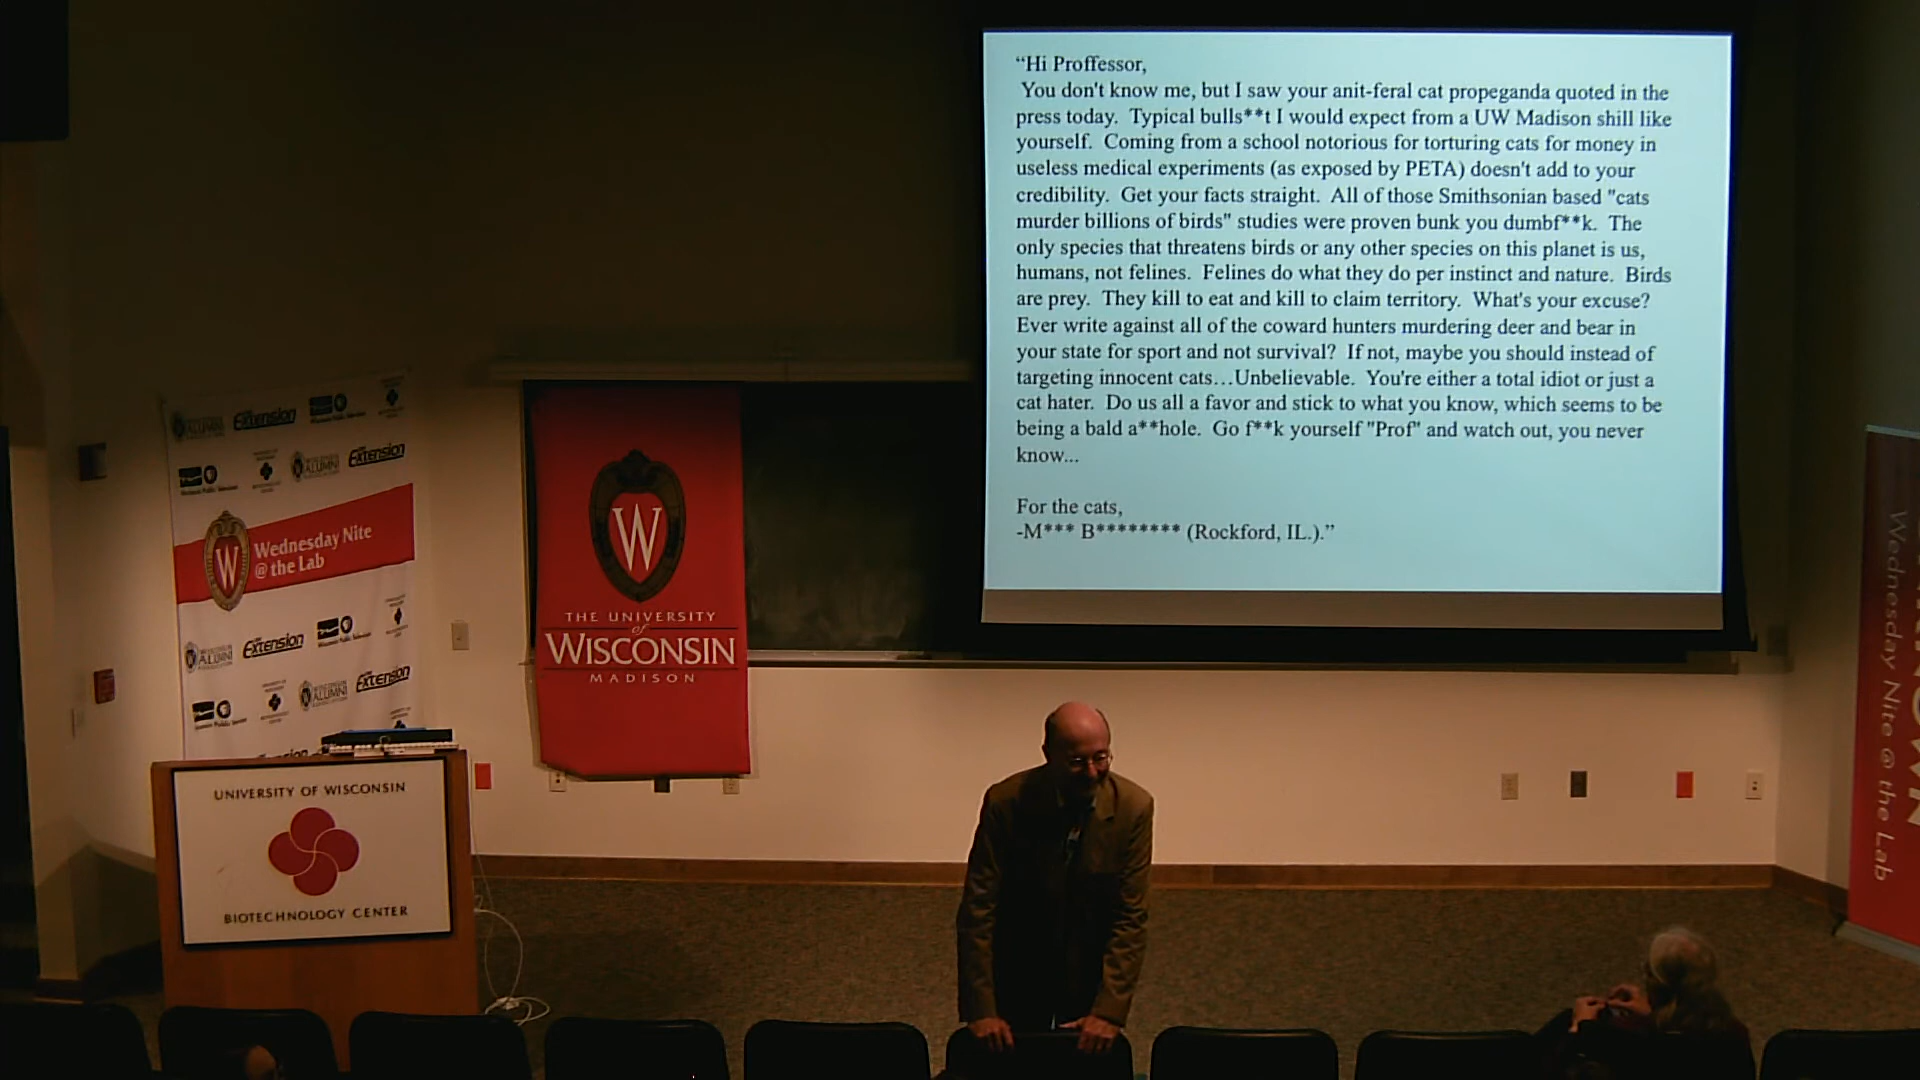 “Hi Proffessor,
You don't know me, but I saw your anit-feral cat propeganda quoted in the
press today. Typical bulls**t I would expect from a UW Madison shill like
yourself. Coming from a school notorious for torturing cats for money in
useless medical experiments (as exposed by PETA) doesn't add to your
credibility. Get your facts straight. All of those Smithsonian based "cats
murder billions of birds" studies were proven bunk you dumbf**k. The
only species that threatens birds or any other species on this planet is us,
humans, not felines. Felines do what they do per instinct and nature. Birds
are prey. They kill to eat and kill to claim territory. What's your excuse?
Ever write against all of the coward hunters murdering deer and bear in
your state for sport and not survival? If not, maybe you should instead of
targeting innocent cats…Unbelievable. You're either a total idiot or just a
cat hater. Do us all a favor and stick to what you know, which seems to be
being a bald a**hole. Go f**k yourself "Prof" and watch out, you never
know...
For the cats,
-M*** B******** (Rockford, IL.).”
Extension
ALUMNI
Extension
W
Wednesday Nite
@ the Lab
ALUMNI
Extension
ALUMNI
Extension
W
THE UNIVERSITY
of
WISCONSIN
MADISON
UNIVERSITY OF WISCONSIN
BIOTECHNOLOGY CENTER
Wednesday Nite @ the Lab